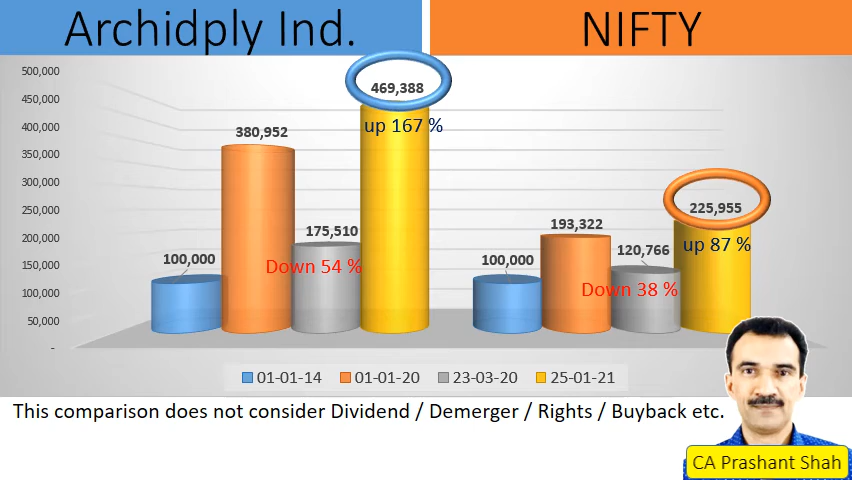 Archidply Ind.
NIFTY
500,000
450,000
400,000
350,000
300,000
250,000
200,000
150,000
100,000
50,000
-
100,000
380,952
175,510
469,388
Down 54 %
up 167 %
100,000
193,322
120,766
225,955
Down 38 %
up 87 %
01-01-14 01-01-20 23-03-20 25-01-21
This comparison does not consider Dividend / Demerger / Rights / Buyback etc.
CA Prashant Shah